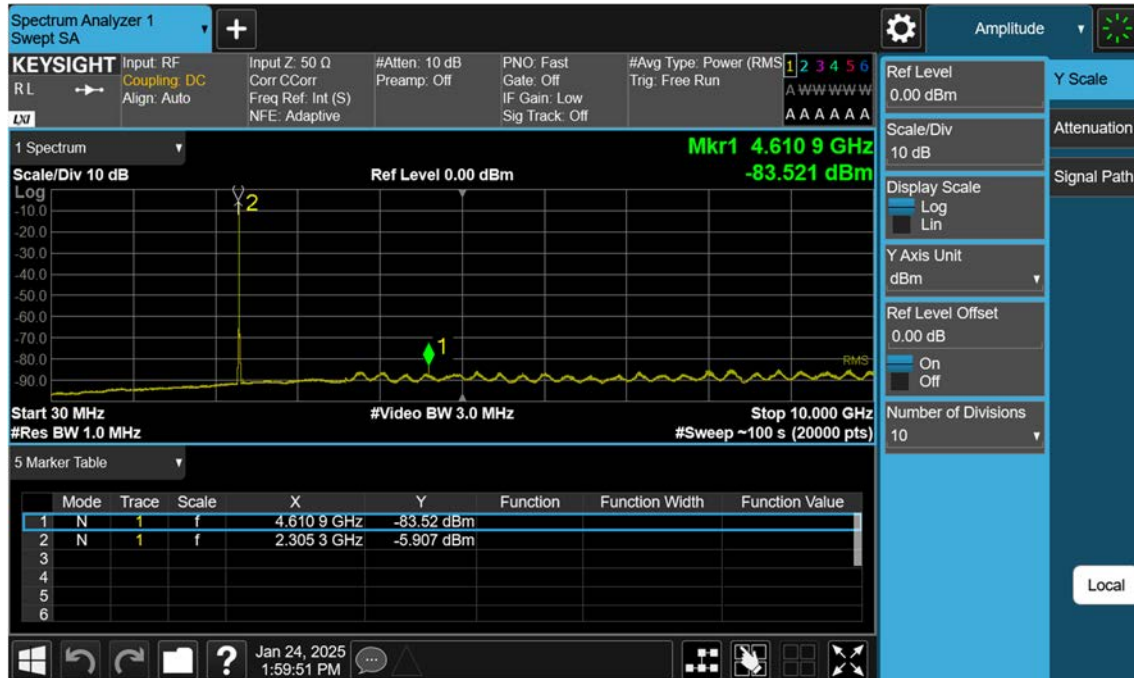 Spectrum Analyzer 1
Swept SA
Amplitude
KEYSIGHT
R L
LXI
Input: RF
Coupling: DC
Align: Auto
Input Z: 50 Ω
Corr CCorr
Freq Ref: Int (S)
NFE: Adaptive
#Atten: 10 dB
Preamp: Off
PNO: Fast
Gate: Off
IF Gain: Low
Sig Track: Off
#Avg Type: Power (RMS
Trig: Free Run
1 2 3 4 5 6
A W W W W W
A A A A A A
1 Spectrum
Mkr1 4.610 9 GHz
-83.521 dBm
Scale/Div 10 dB
Ref Level 0.00 dBm
Log
-10.0
-20.0
-30.0
-40.0
-50.0
-60.0
-70.0
-80.0
-90.0
2
1
RMS
Start 30 MHz
#Video BW 3.0 MHz
Stop 10.000 GHz
#Res BW 1.0 MHz
#Sweep ~100 s (20000 pts)
5 Marker Table
Mode Trace Scale X Y Function Function Width Function Value
1 N 1 f 4.610 9 GHz -83.52 dBm
2 N 1 f 2.305 3 GHz -5.907 dBm
3
4
5
6
Jan 24, 2025
1:59:51 PM
Ref Level
0.00 dBm
Scale/Div
10 dB
Display Scale
Log
Lin
Y Axis Unit
dBm
Ref Level Offset
0.00 dB
On
Off
Number of Divisions
10
Y Scale
Attenuation
Signal Path
Local